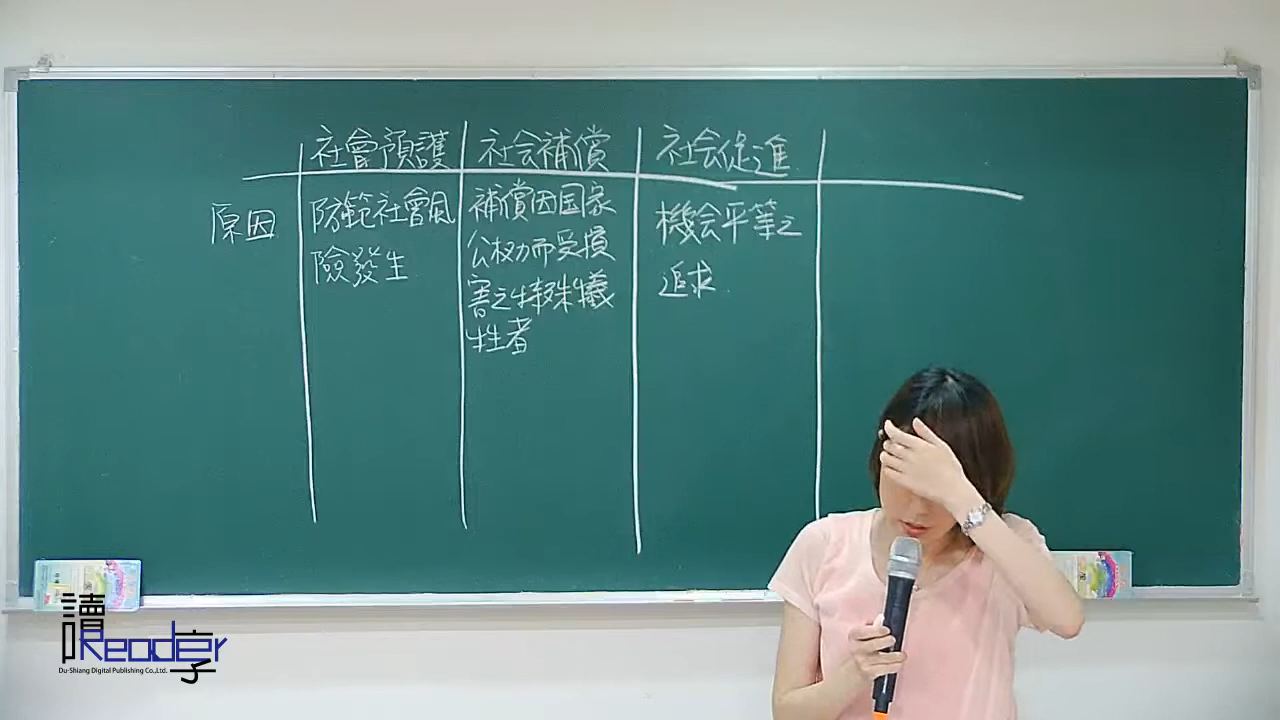 社會預護 社会補償 社会促進
原因
防範社會風
險發生
補償因国家
公权力而受損
害之特殊犧
牲者
機会平等之
追求
讀享
Reader
Du-Shiang Digital Publishing Co.,Ltd.